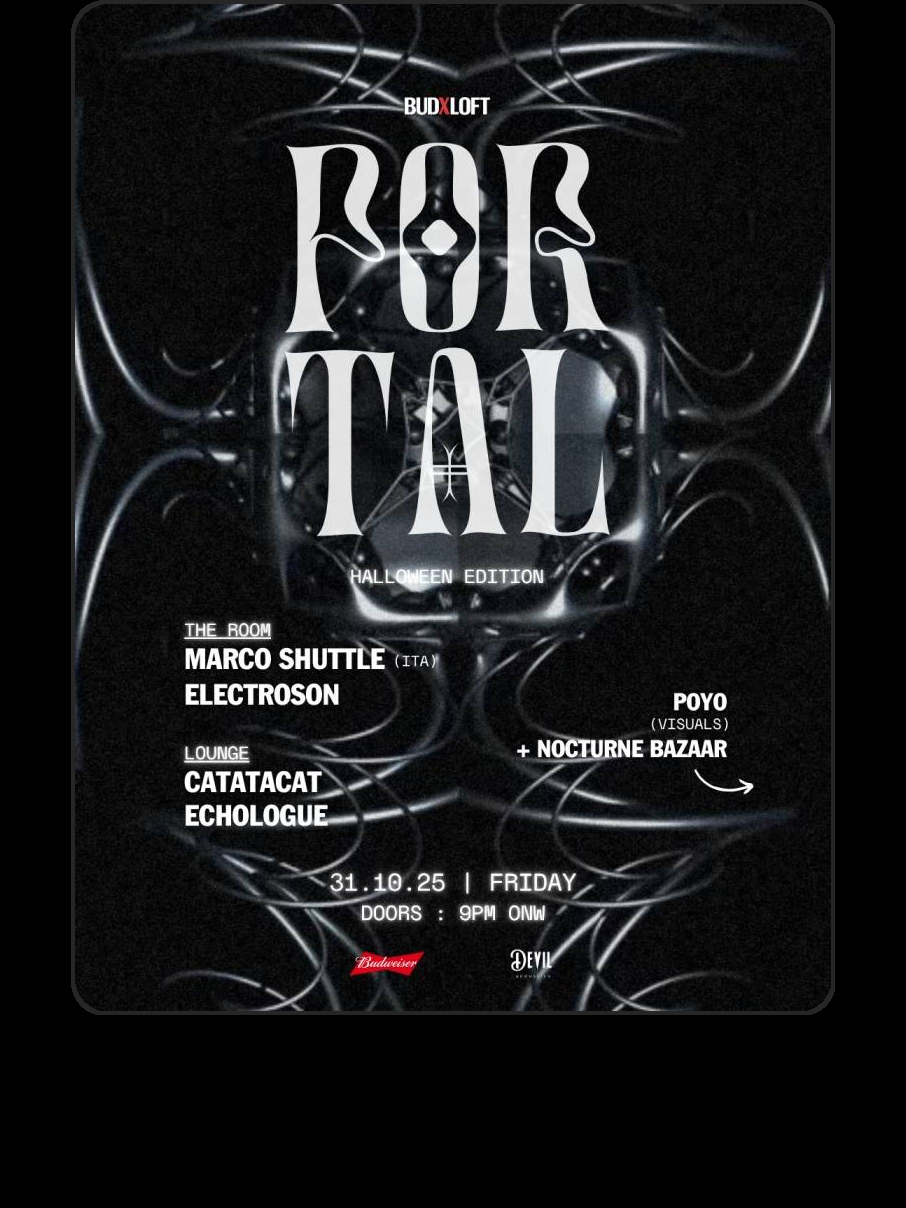 BUDXLOFT
POR
TAL
HALLOWEEN EDITION
THE ROOM
MARCO SHUTTLE (ITA)
ELECTROSON
LOUNGE
CATATACAT
ECHOLOGUE
POYO
(VISUALS)
+ NOCTURNE BAZAAR
31.10.25 | FRIDAY
DOORS : 9PM ONW
Budweiser
DEVIL